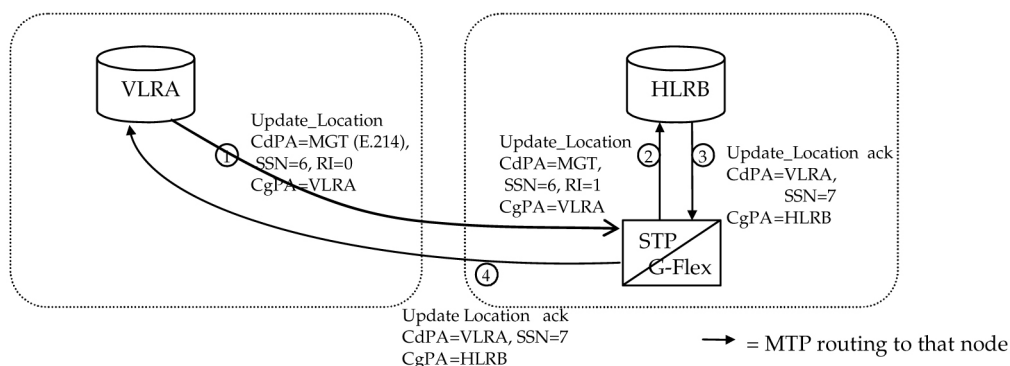 VLRA
HLRB
Update_Location
CdPA=MGT (E.214),
SSN=6, RI=0
CgPA=VLRA
1
Update_Location
CdPA=MGT,
SSN=6, RI=1
CgPA=VLRA
2
3
Update_Location ack
CdPA=VLRA,
SSN=7
CgPA=HLRB
STP
G-Flex
4
Update Location ack
CdPA=VLRA, SSN=7
CgPA=HLRB
= MTP routing to that node